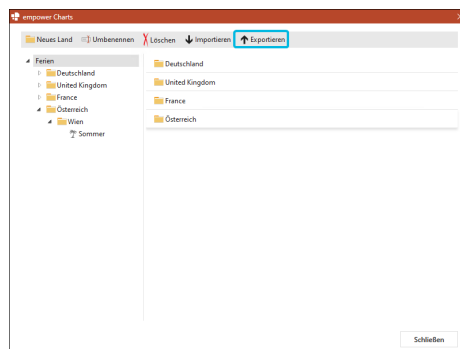 empower Charts
Neues Land Umbenennen Löschen Importieren Exportieren
Ferien
Deutschland
United Kingdom
France
Österreich
Wien
Sommer
Deutschland
United Kingdom
France
Österreich
Schließen